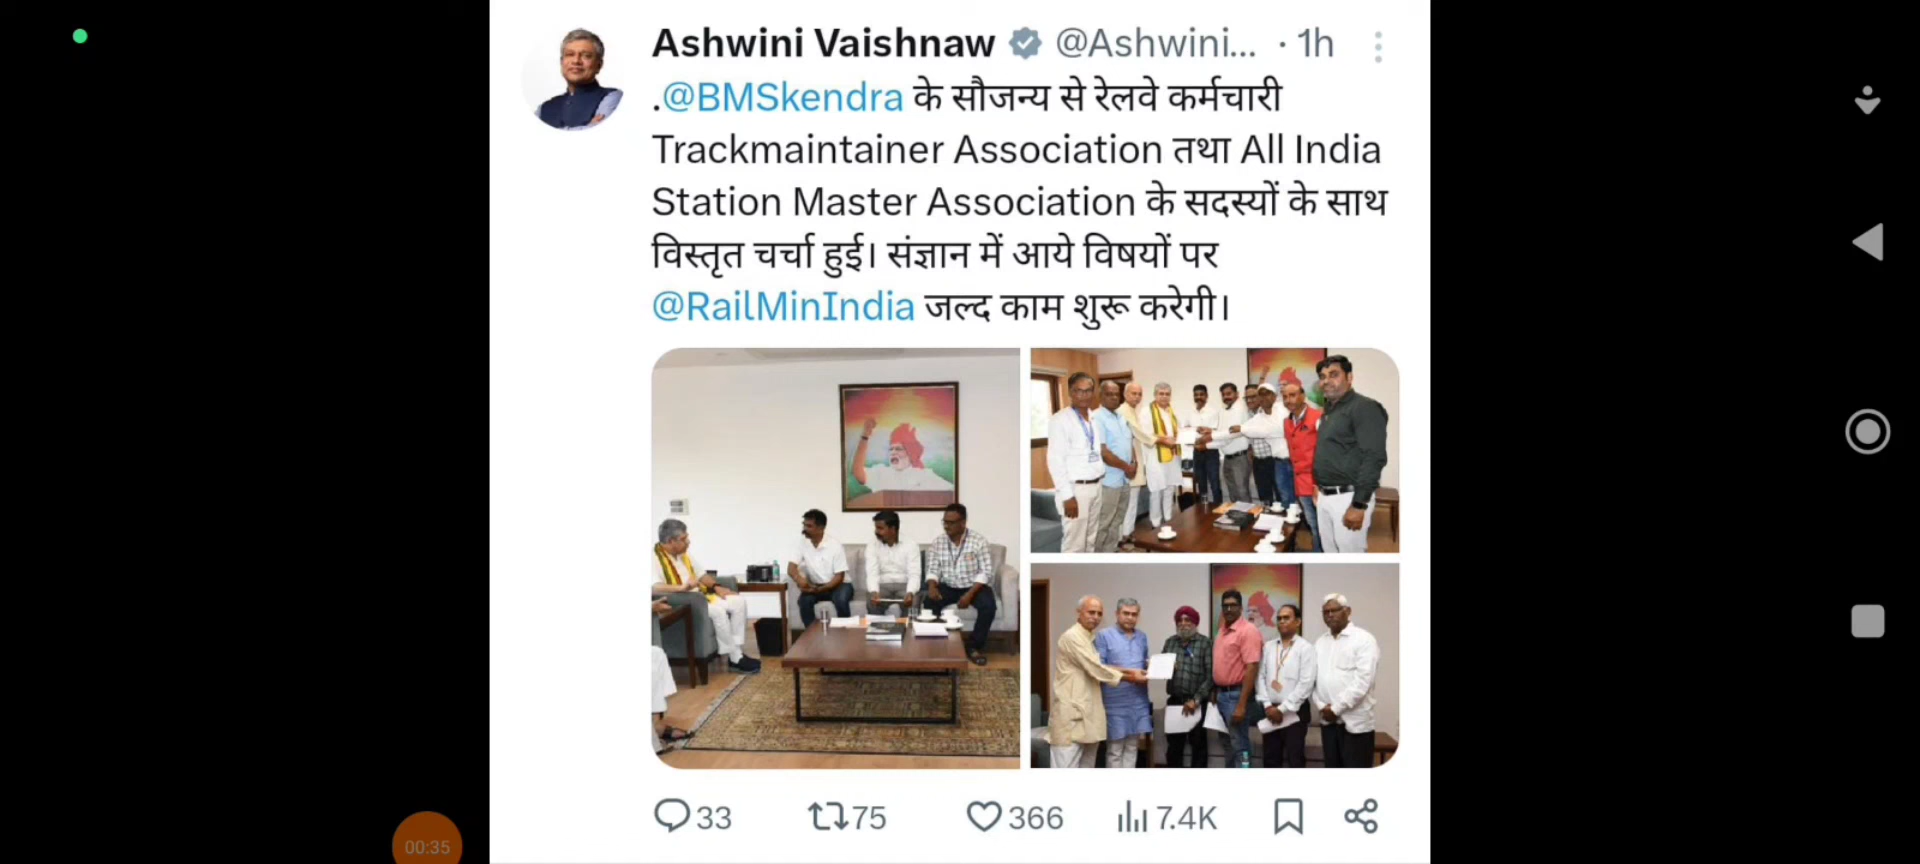 Ashwini Vaishnaw @Ashwini... · 1h
.@BMSkendra के सौजन्य से रेलवे कर्मचारी
Trackmaintainer Association तथा All India
Station Master Association के सदस्यों के साथ
विस्तृत चर्चा हुई। संज्ञान में आये विषयों पर
@RailMinIndia जल्द काम शुरू करेगी।
33 75 366 7.4K
00:35